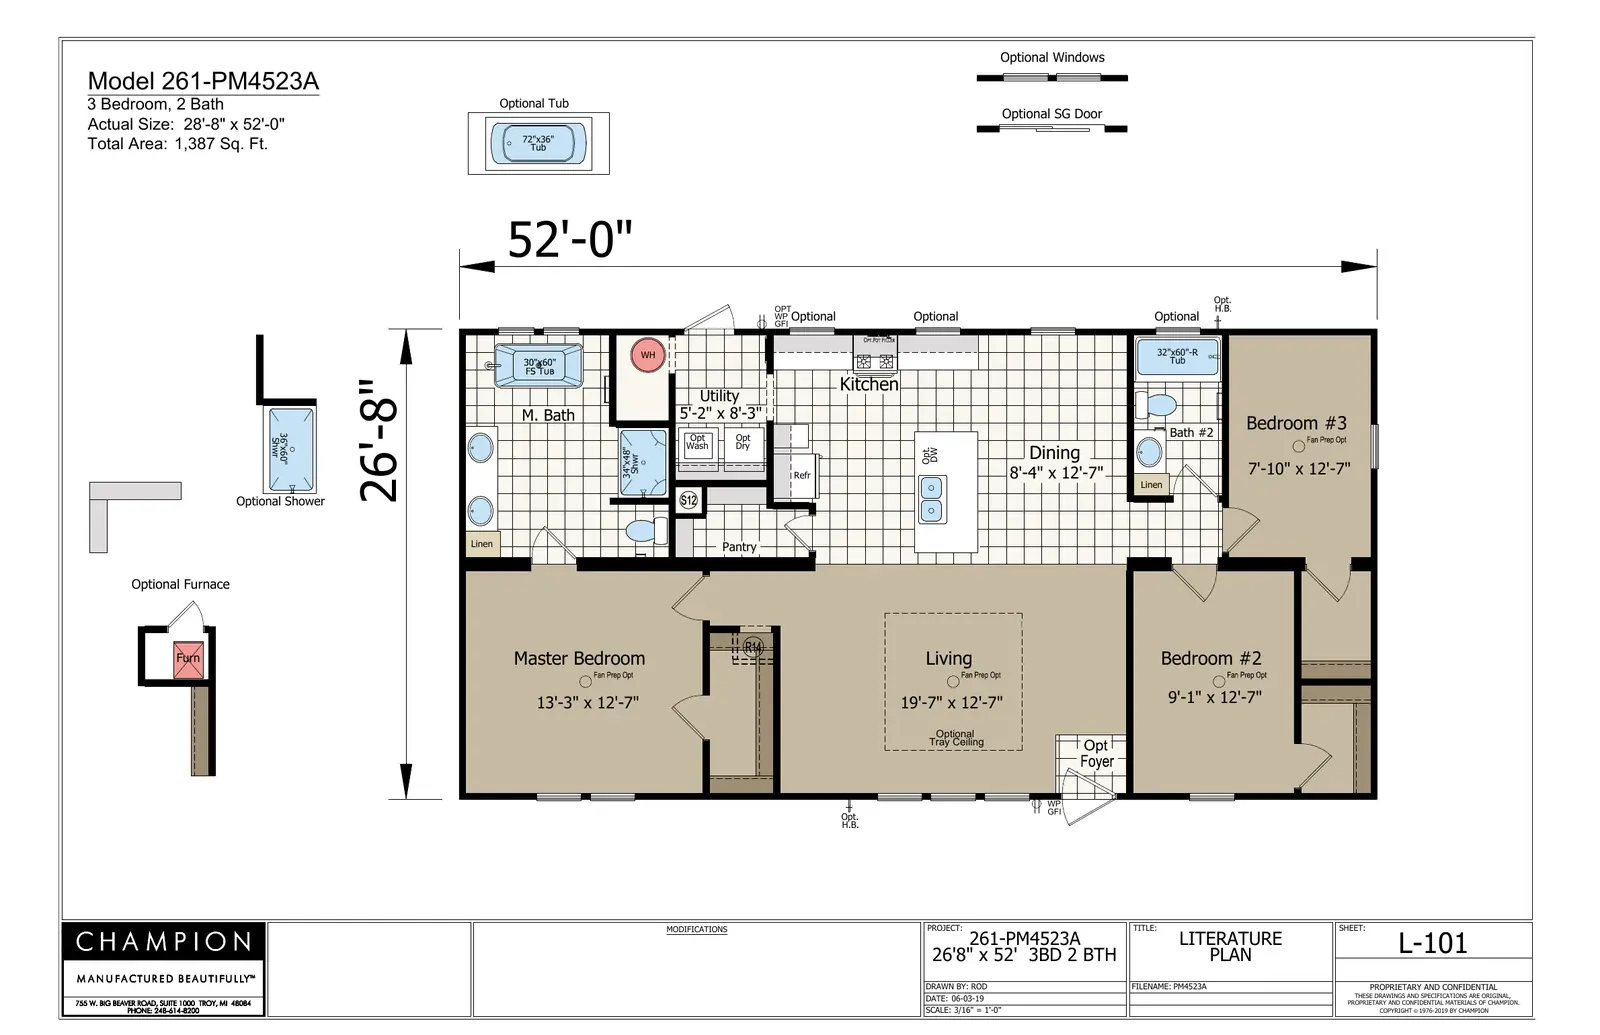 Model 261-PM4523A
3 Bedroom, 2 Bath
Actual Size: 28'-8" x 52'-0"
Total Area: 1,387 Sq. Ft.
Optional Tub
72"x36"
Tub
Optional Windows
Optional SG Door
52'-0"
26'-8"
OPT
WP
GFI
Optional
Optional
Optional
Opt.
H.B.
30"x60"
FS TUB
M. Bath
WH
Utility
5'-2" x 8'-3"
Opt
Wash
Opt
Dry
34"x48"
Shwr
Linen
S12
Pantry
OPT.POT FILLER
Kitchen
Refr
Opt.
DW
Dining
8'-4" x 12'-7"
32"x60"-R
Tub
Bath #2
Linen
Bedroom #3
Fan Prep Opt
7'-10" x 12'-7"
36"x60"
Shwr
Optional Shower
Optional Furnace
Furn
Master Bedroom
Fan Prep Opt
13'-3" x 12'-7"
R14
Living
Fan Prep Opt
19'-7" x 12'-7"
Optional
Tray Ceiling
Opt
Foyer
Bedroom #2
Fan Prep Opt
9'-1" x 12'-7"
Opt.
H.B.
WP
GFI
CHAMPION
MANUFACTURED BEAUTIFULLY™
755 W. BIG BEAVER ROAD, SUITE 1000 TROY, MI 48084
PHONE: 248-614-8200
MODIFICATIONS
PROJECT:
261-PM4523A
26'8" x 52' 3BD 2 BTH
DRAWN BY: ROD
DATE: 06-03-19
SCALE: 3/16" = 1'-0"
TITLE:
LITERATURE
PLAN
FILENAME: PM4523A
SHEET:
L-101
PROPRIETARY AND CONFIDENTIAL
THESE DRAWINGS AND SPECIFICATIONS ARE ORIGINAL,
PROPRIETARY AND CONFIDENTIAL MATERIALS OF CHAMPION.
COPYRIGHT © 1976-2019 BY CHAMPION